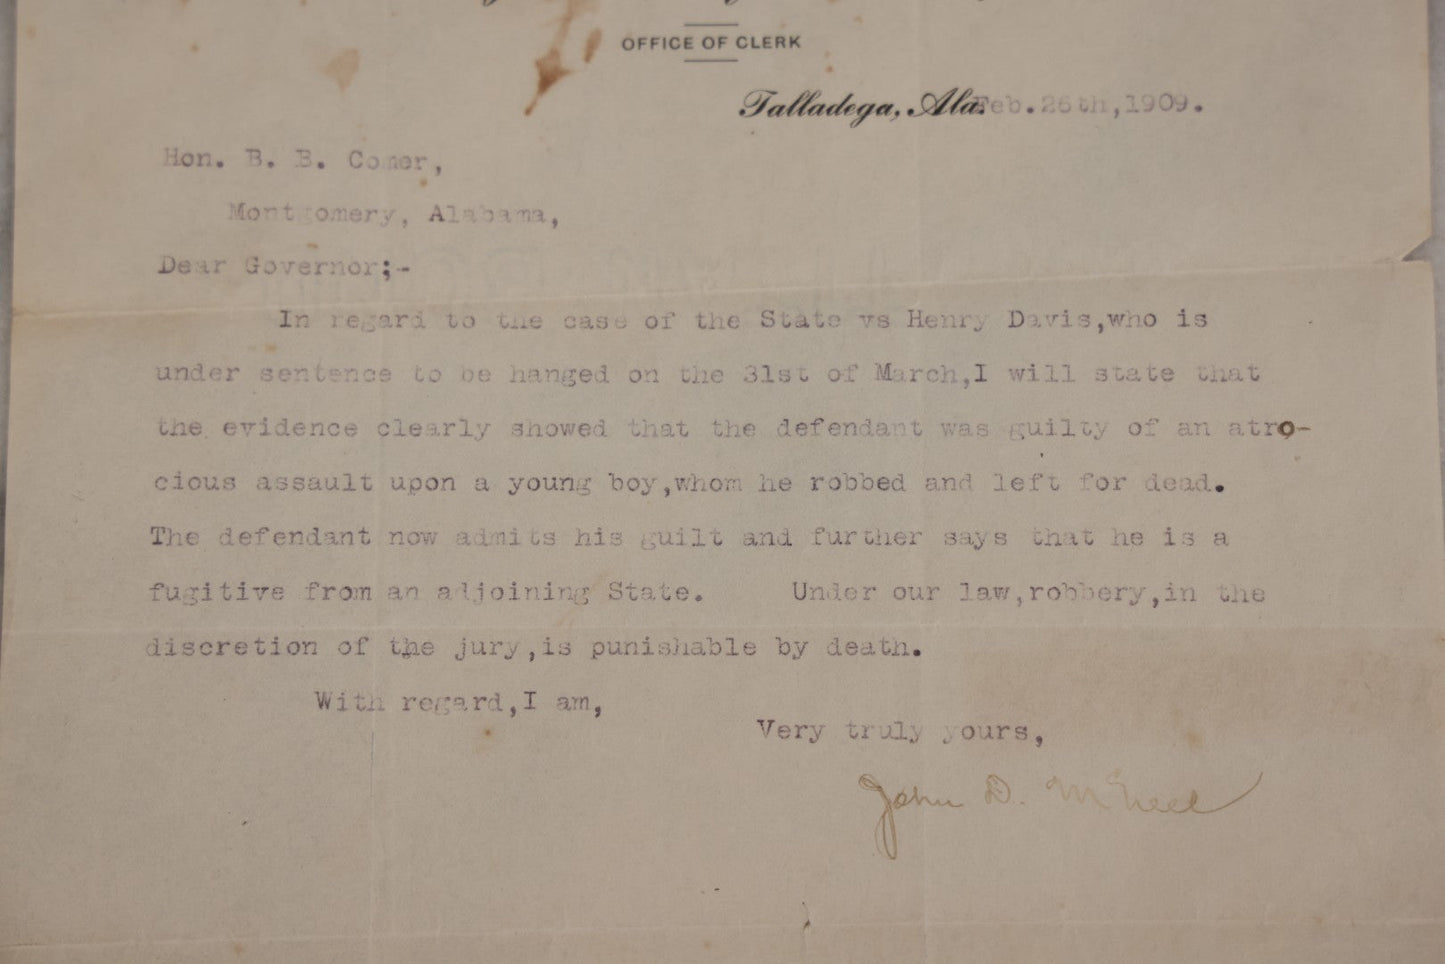 OFFICE OF CLERK
Talladega, Ala. Feb. 26th, 1909.
Hon. B. B. Comer,
Montgomery, Alabama,
Dear Governor;-
In regard to the case of the State vs Henry Davis,who is
under sentence to be hanged on the 31st of March,I will state that
the evidence clearly showed that the defendant was guilty of an atro-
cious assault upon a young boy,whom he robbed and left for dead.
The defendant now admits his guilt and further says that he is a
fugitive from an adjoining State. Under our law,robbery,in the
discretion of the jury,is punishable by death.
With regard,I am,
Very truly yours,
John D. McNeel